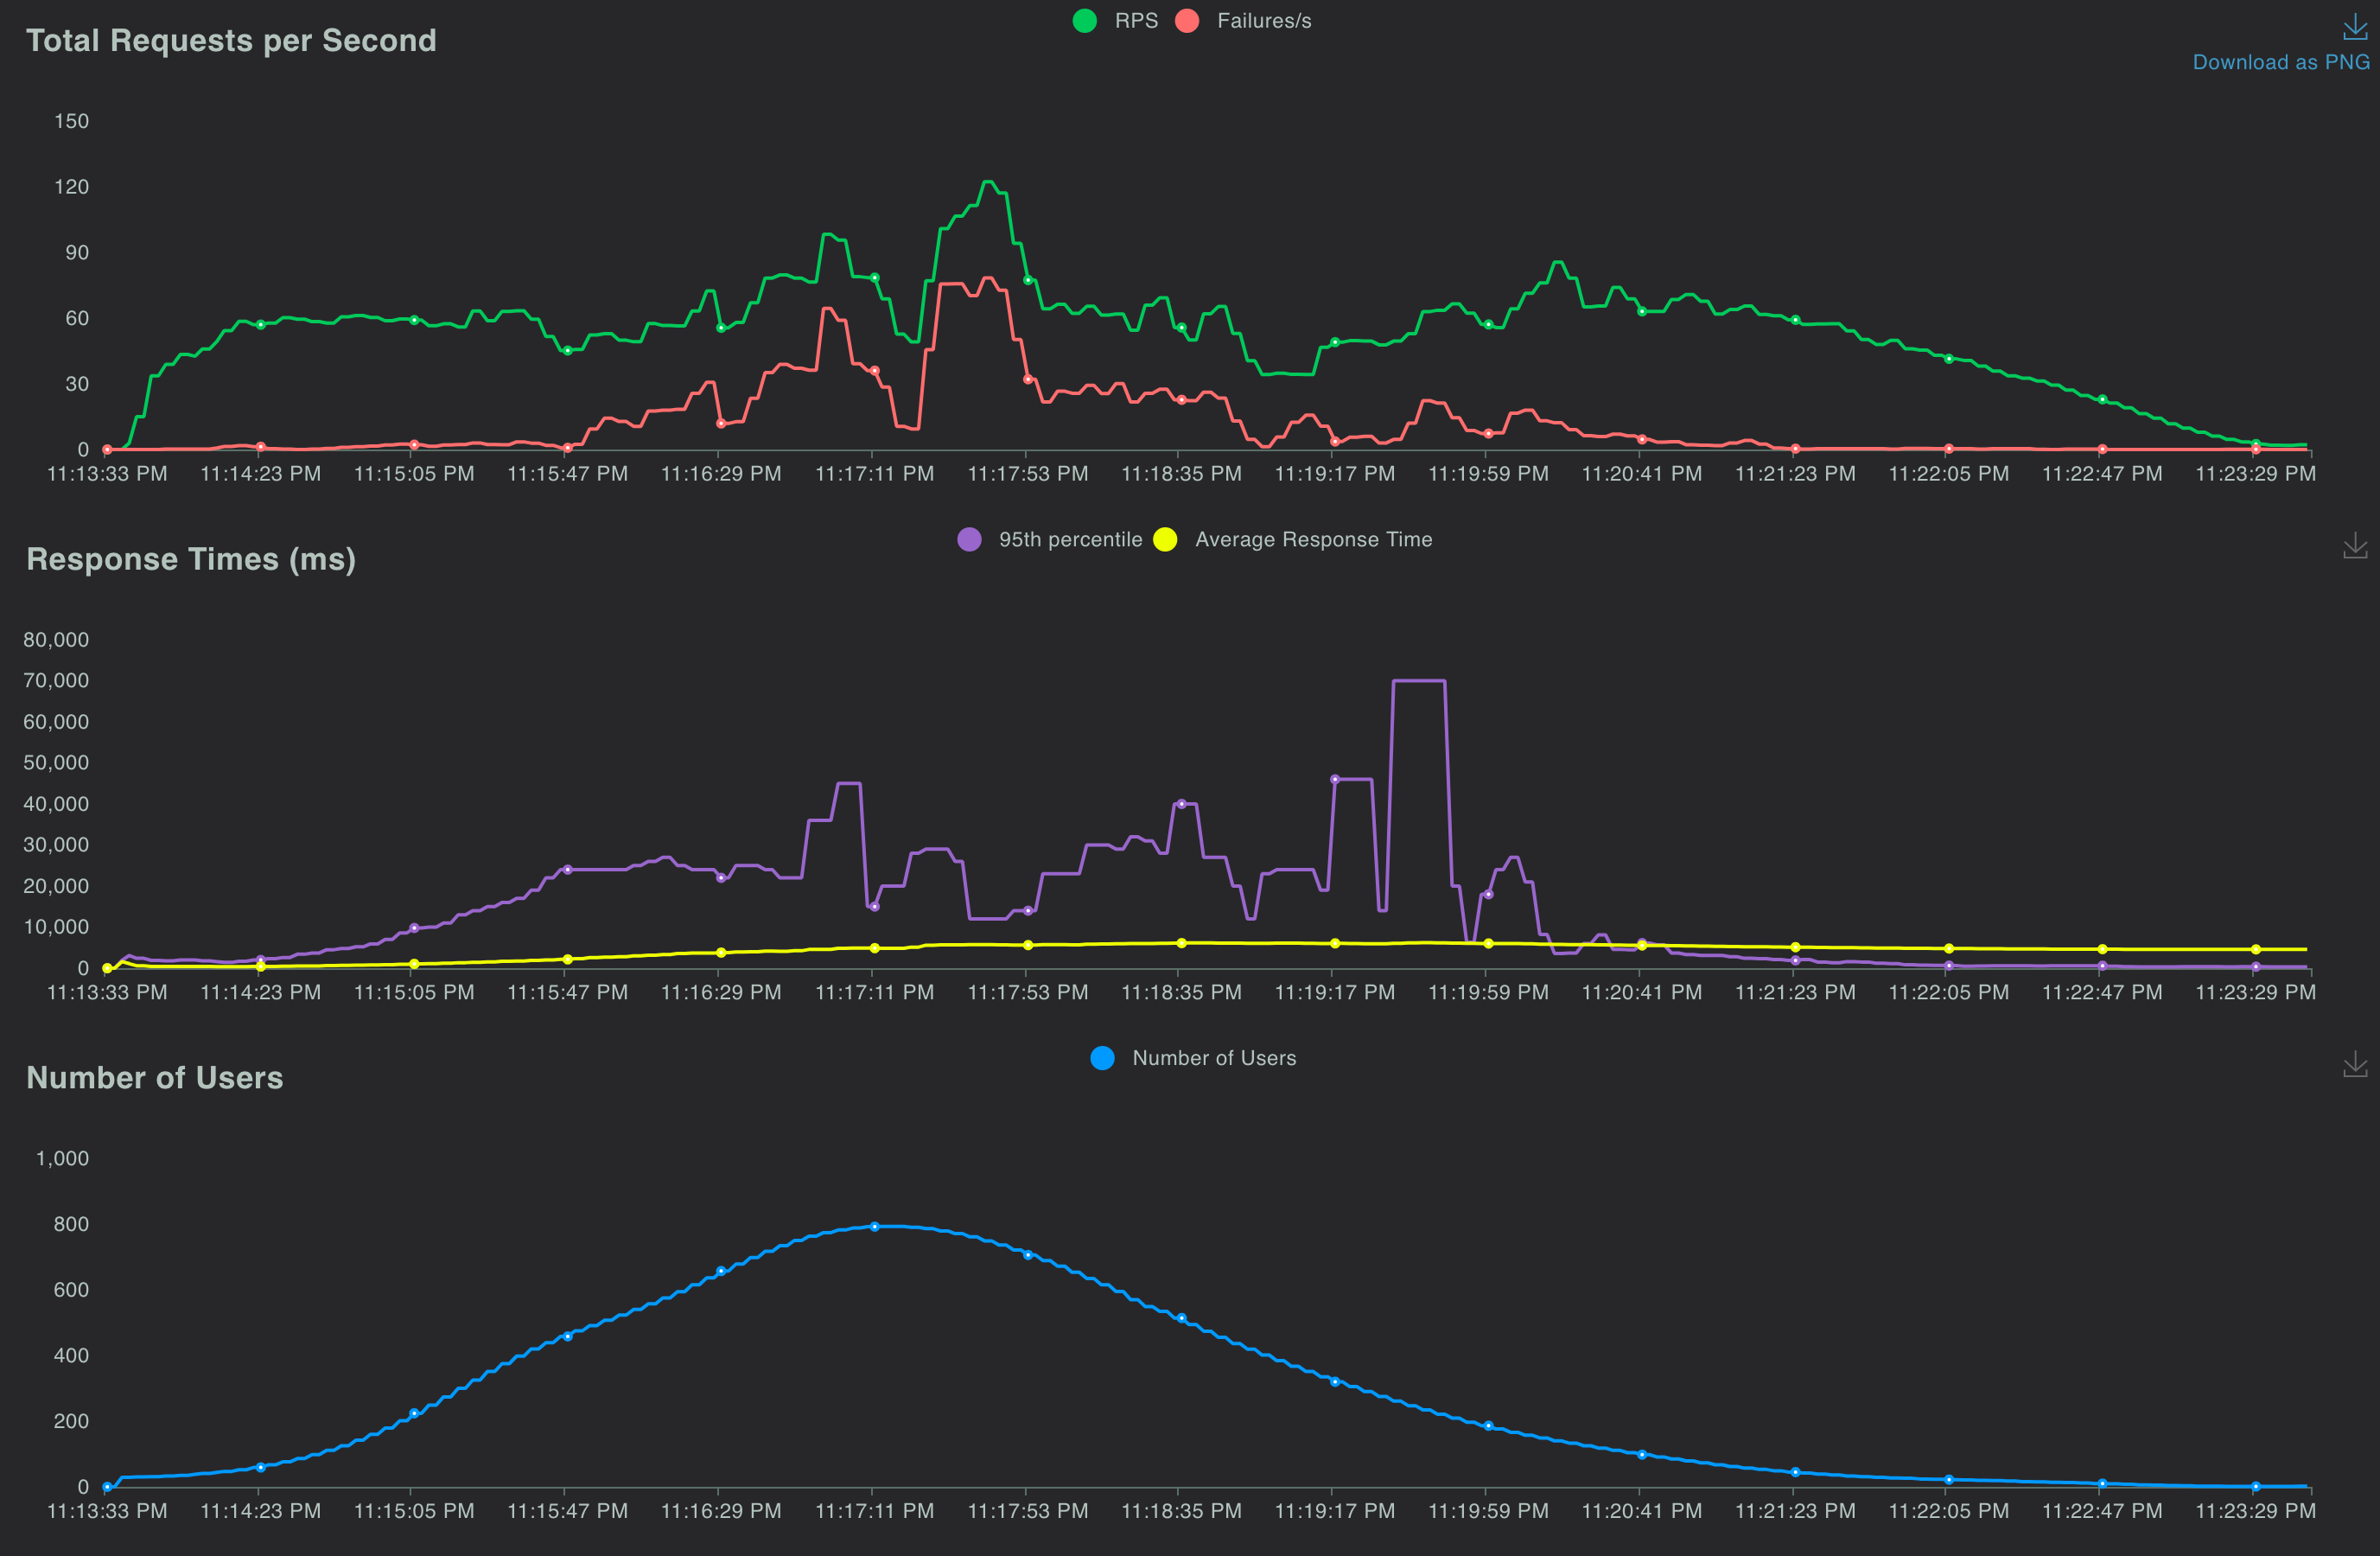 RPS Failures/s
Total Requests per Second
Download as PNG
150
120
90
60
30
0
11:13:33 PM 11:14:23 PM 11:15:05 PM 11:15:47 PM 11:16:29 PM 11:17:11 PM 11:17:53 PM 11:18:35 PM 11:19:17 PM 11:19:59 PM 11:20:41 PM 11:21:23 PM 11:22:05 PM 11:22:47 PM 11:23:29 PM
95th percentile Average Response Time
Response Times (ms)
80,000
70,000
60,000
50,000
40,000
30,000
20,000
10,000
0
11:13:33 PM 11:14:23 PM 11:15:05 PM 11:15:47 PM 11:16:29 PM 11:17:11 PM 11:17:53 PM 11:18:35 PM 11:19:17 PM 11:19:59 PM 11:20:41 PM 11:21:23 PM 11:22:05 PM 11:22:47 PM 11:23:29 PM
Number of Users
Number of Users
1,000
800
600
400
200
0
11:13:33 PM 11:14:23 PM 11:15:05 PM 11:15:47 PM 11:16:29 PM 11:17:11 PM 11:17:53 PM 11:18:35 PM 11:19:17 PM 11:19:59 PM 11:20:41 PM 11:21:23 PM 11:22:05 PM 11:22:47 PM 11:23:29 PM